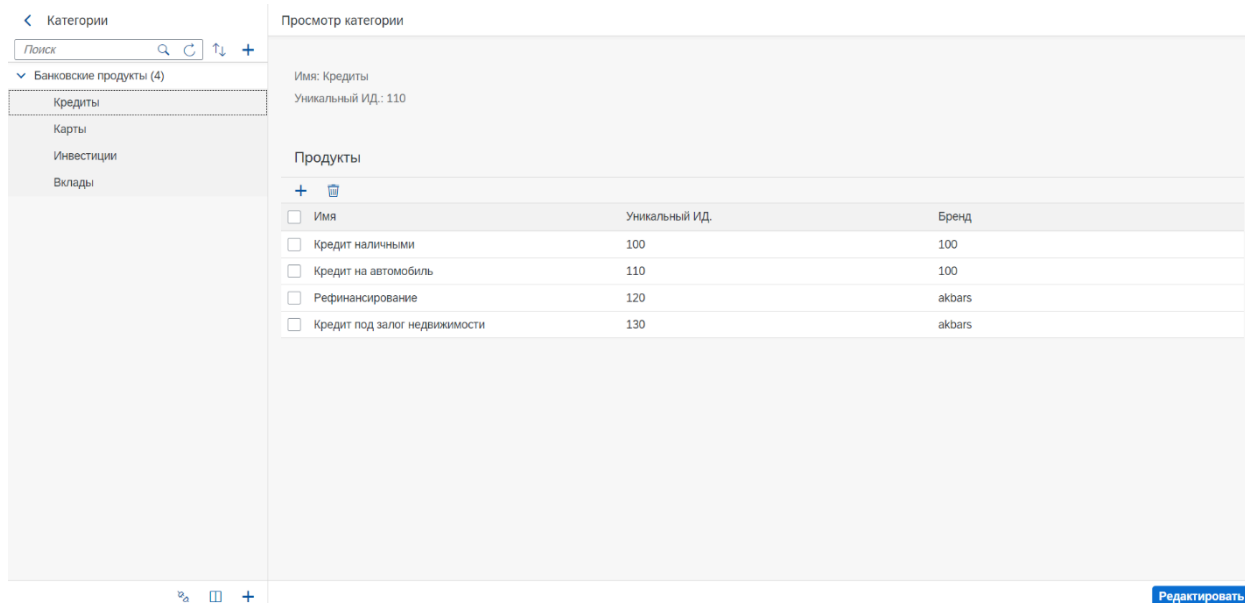 Категории
Просмотр категории
Поиск
Банковские продукты (4)
Кредиты
Карты
Инвестиции
Вклады
Имя: Кредиты
Уникальный ИД.: 110
Продукты
Имя Уникальный ИД. Бренд
Кредит наличными 100 100
Кредит на автомобиль 110 100
Рефинансирование 120 akbars
Кредит под залог недвижимости 130 akbars
Редактировать